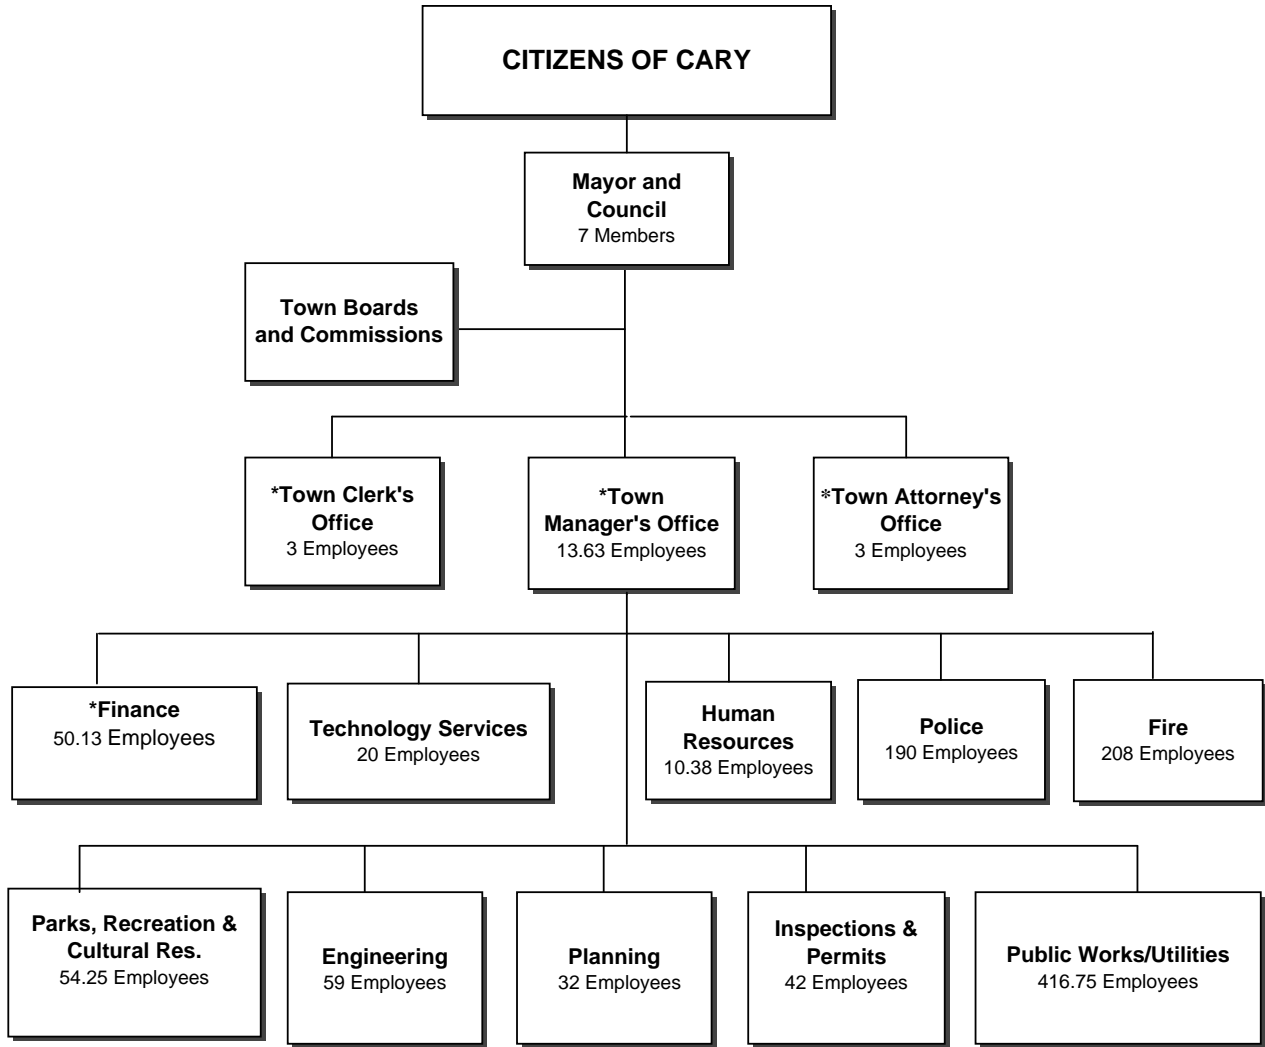 CITIZENS OF CARY
Mayor and
Council
7 Members
Town Boards
and Commissions
*Town Clerk's
Office
3 Employees
*Town
Manager's Office
13.63 Employees
*Town Attorney's
Office
3 Employees
*Finance
50.13 Employees
Technology Services
20 Employees
Human
Resources
10.38 Employees
Police
190 Employees
Fire
208 Employees
Parks, Recreation &
Cultural Res.
54.25 Employees
Engineering
59 Employees
Planning
32 Employees
Inspections &
Permits
42 Employees
Public Works/Utilities
416.75 Employees